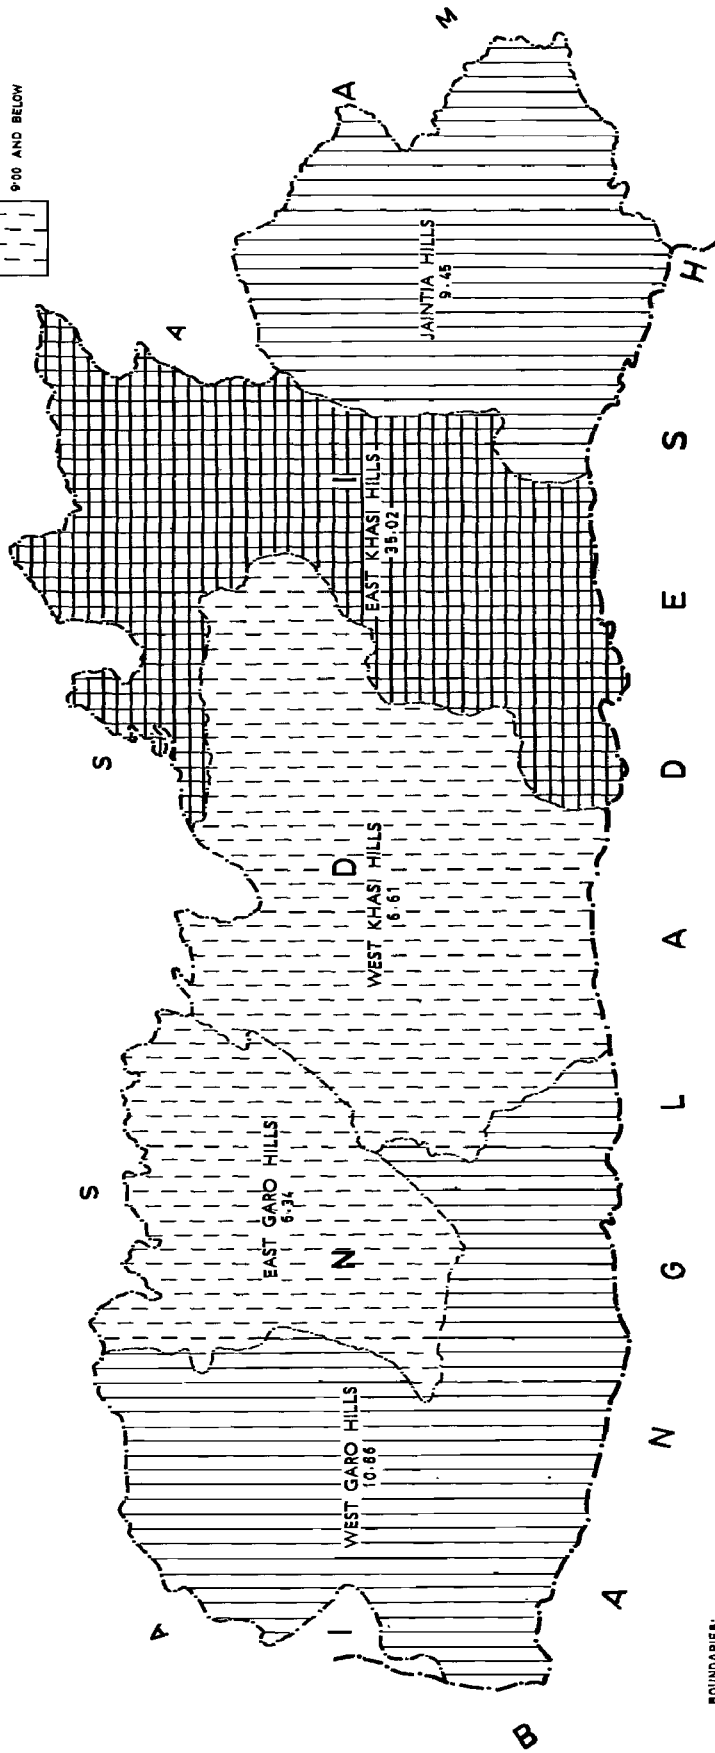 9·00 AND BELOW
A S S A M
I N D I A
EAST KHASI HILLS
35·02
JAINTIA HILLS
9·45
WEST KHASI HILLS
6·61
EAST GARO HILLS
6·34
WEST GARO HILLS
10·66
B A N G L A D E S H
BOUNDARIES: